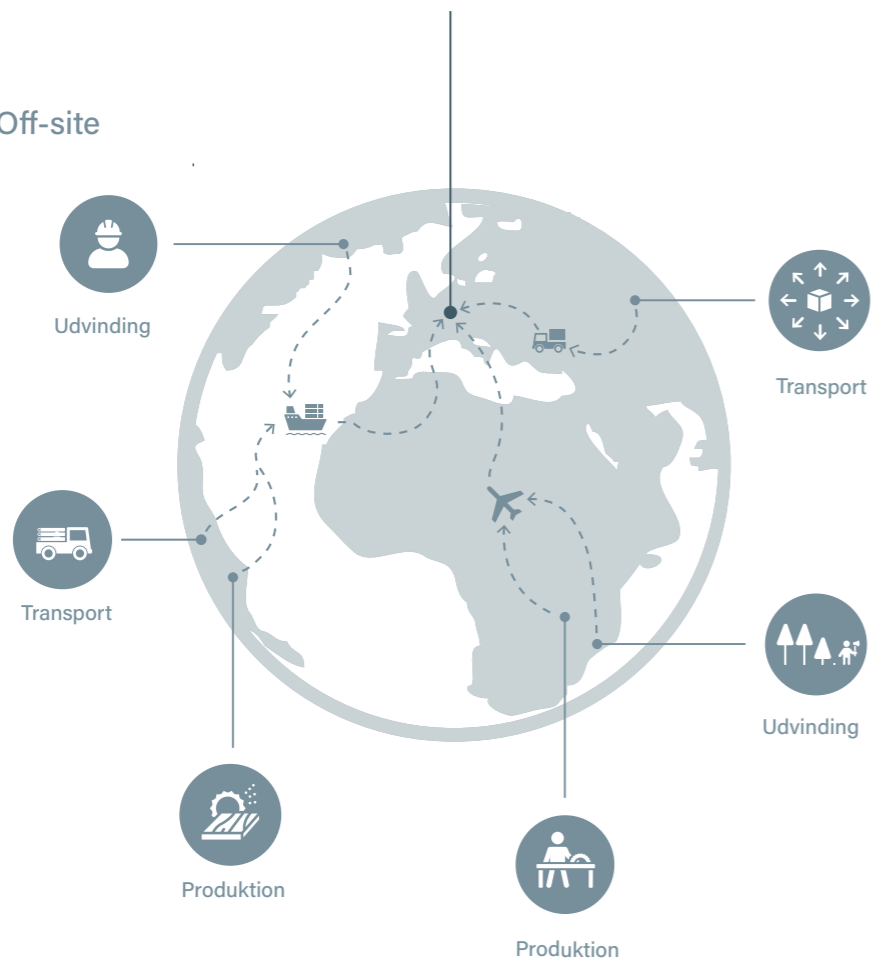 Off-site
Udvinding
Transport
Transport
Udvinding
Produktion
Produktion